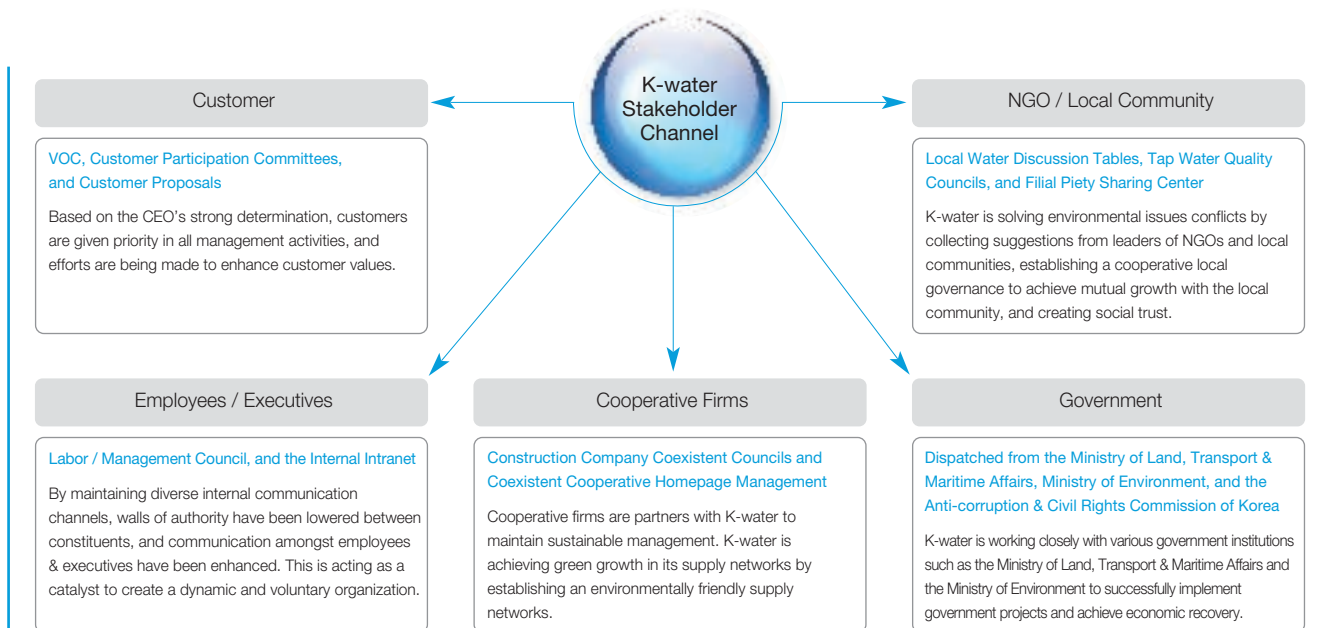 K-water
Stakeholder
Channel
Customer
VOC, Customer Participation Committees,
and Customer Proposals
Based on the CEO's strong determination, customers
are given priority in all management activities, and
efforts are being made to enhance customer values.
NGO / Local Community
Local Water Discussion Tables, Tap Water Quality
Councils, and Filial Piety Sharing Center
K-water is solving environmental issues conflicts by
collecting suggestions from leaders of NGOs and local
communities, establishing a cooperative local
governance to achieve mutual growth with the local
community, and creating social trust.
Employees / Executives
Labor / Management Council, and the Internal Intranet
By maintaining diverse internal communication
channels, walls of authority have been lowered between
constituents, and communication amongst employees
& executives have been enhanced. This is acting as a
catalyst to create a dynamic and voluntary organization.
Cooperative Firms
Construction Company Coexistent Councils and
Coexistent Cooperative Homepage Management
Cooperative firms are partners with K-water to
maintain sustainable management. K-water is
achieving green growth in its supply networks by
establishing an environmentally friendly supply
networks.
Government
Dispatched from the Ministry of Land, Transport &
Maritime Affairs, Ministry of Environment, and the
Anti-corruption & Civil Rights Commission of Korea
K-water is working closely with various government institutions
such as the Ministry of Land, Transport & Maritime Affairs and
the Ministry of Environment to successfully implement
government projects and achieve economic recovery.